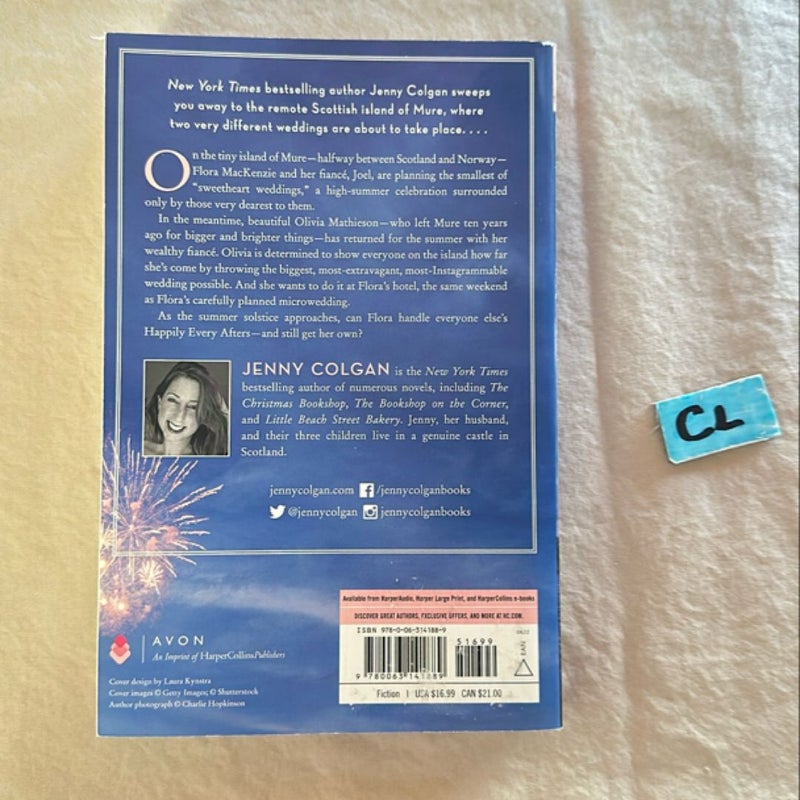 New York Times bestselling author Jenny Colgan sweeps
you away to the remote Scottish island of Mure, where
two very different weddings are about to take place. . . .
On the tiny island of Mure—halfway between Scotland and Norway—
Flora MacKenzie and her fiancé, Joel, are planning the smallest of
"sweetheart weddings," a high-summer celebration surrounded
only by those very dearest to them.
In the meantime, beautiful Olivia Mathieson—who left Mure ten years
ago for bigger and brighter things—has returned for the summer with her
wealthy fiancé. Olivia is determined to show everyone on the island how far
she's come by throwing the biggest, most-extravagant, most-Instagrammable
wedding possible. And she wants to do it at Flora's hotel, the same weekend
as Flora's carefully planned microwedding.
As the summer solstice approaches, can Flora handle everyone else's
Happily Every Afters—and still get her own?
JENNY COLGAN is the New York Times
bestselling author of numerous novels, including The
Christmas Bookshop, The Bookshop on the Corner,
and Little Beach Street Bakery. Jenny, her husband,
and their three children live in a genuine castle in
Scotland.
jennycolgan.com /jennycolganbooks
@jennycolgan jennycolganbooks
CL
Available from HarperAudio, Harper Large Print, and HarperCollins e-books
DISCOVER GREAT AUTHORS, EXCLUSIVE OFFERS, AND MORE AT HC.COM.
ISBN 978-0-06-314188-9
51699
0622
EAN
9 780063 141889
Fiction | USA $16.99 CAN $21.00
AVON
An Imprint of HarperCollinsPublishers
Cover design by Laura Kynstra
Cover images © Getty Images; © Shutterstock
Author photograph © Charlie Hopkinson